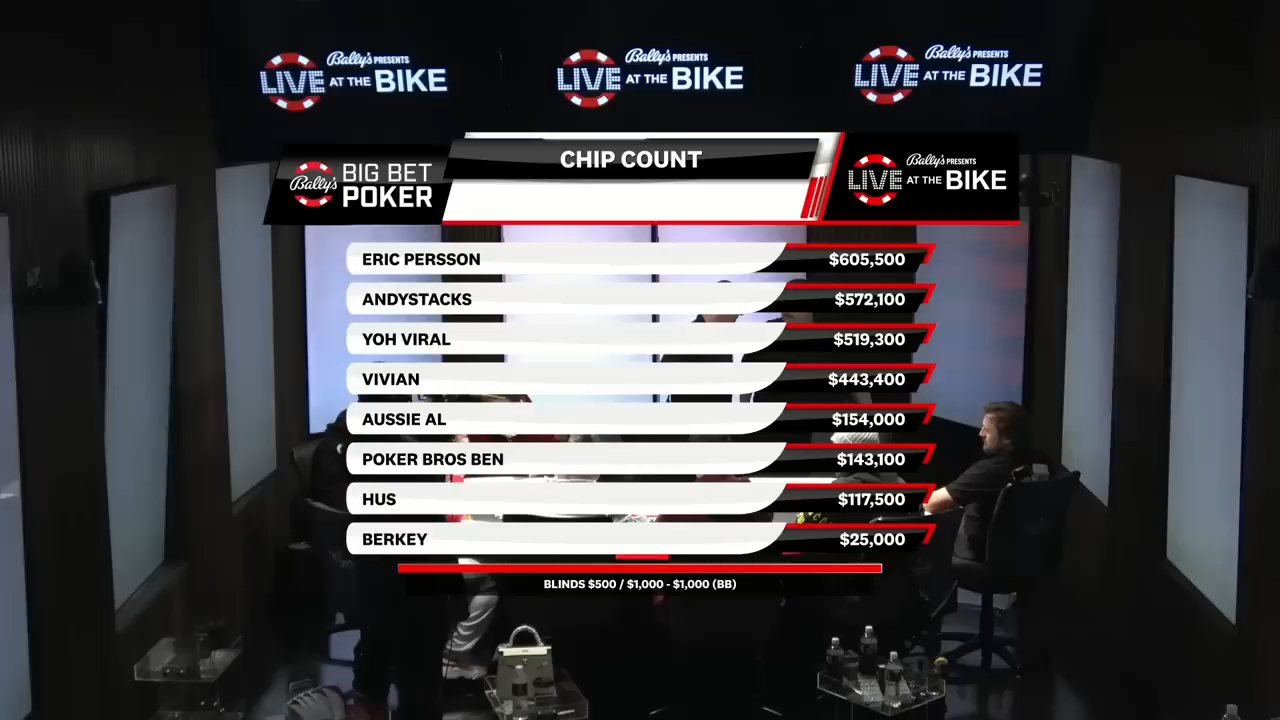 Bally's PRESENTS
LIVE AT THE BIKE
Bally's PRESENTS
LIVE AT THE BIKE
Bally's PRESENTS
LIVE AT THE BIKE
Bally's BIG BET POKER
CHIP COUNT
Bally's PRESENTS
LIVE AT THE BIKE
ERIC PERSSON $605,500
ANDYSTACKS $572,100
YOH VIRAL $519,300
VIVIAN $443,400
AUSSIE AL $154,000
POKER BROS BEN $143,100
HUS $117,500
BERKEY $25,000
BLINDS $500 / $1,000 - $1,000 (BB)